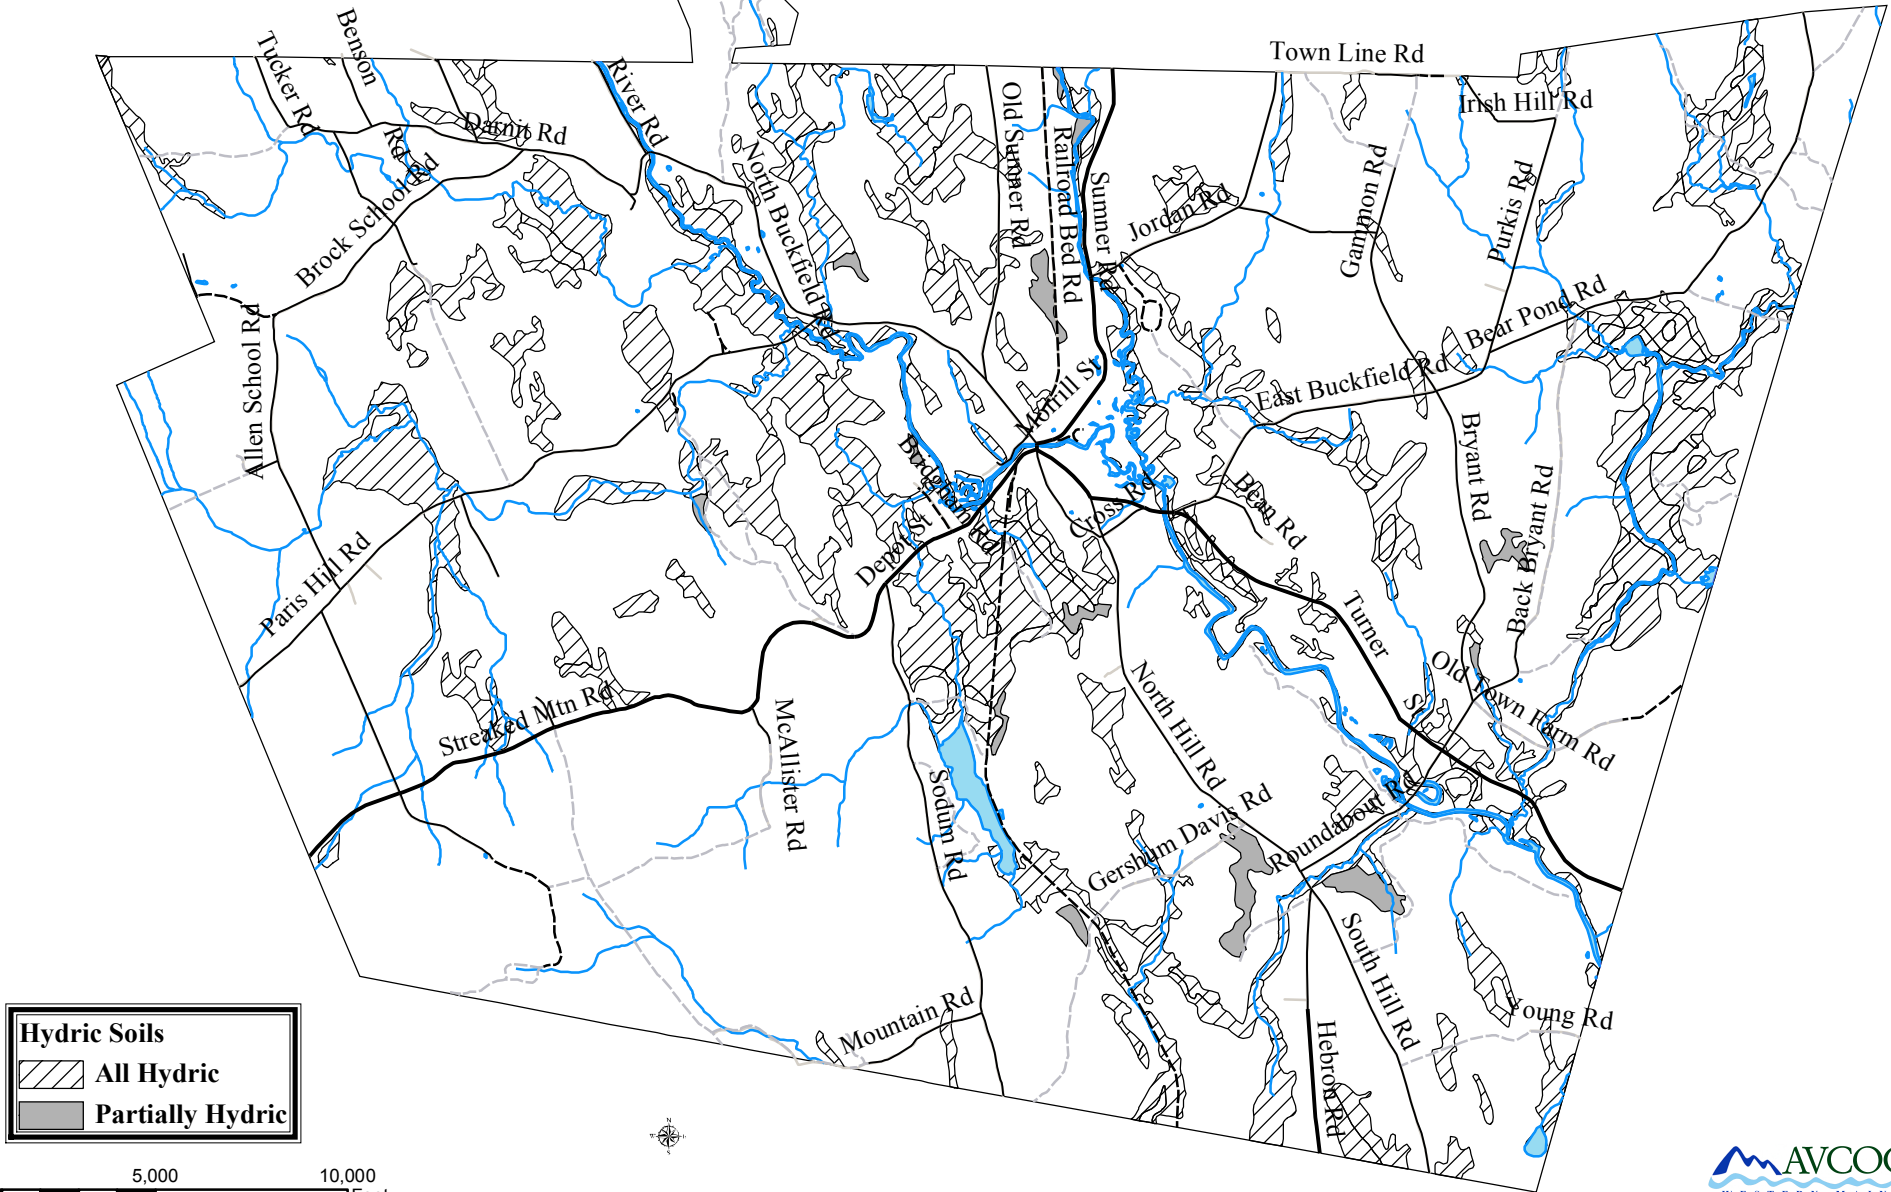 Town Line Rd
Tucker Rd
Benson
Rd
River Rd
Darnit Rd
Irish Hill Rd
Old Sumner Rd
Railroad Bed Rd
Sumner Rd
North Buckfield Rd
Jordan Rd
Gammon Rd
Purkis Rd
Brock School Rd
Allen School Rd
Bear Pond Rd
East Buckfield Rd
Morrill St
Bryant Rd
Back Bryant Rd
Bridgham Rd
Cross Rd
Bean Rd
Depot St
Paris Hill Rd
Turner
St
Old Town Farm Rd
Streaked Mtn Rd
McAllister Rd
North Hill Rd
Sodum Rd
Gershum Davis Rd
Roundabout Rd
South Hill Rd
Young Rd
Mountain Rd
Hebron Rd
Hydric Soils
All Hydric
Partially Hydric
5,000 10,000